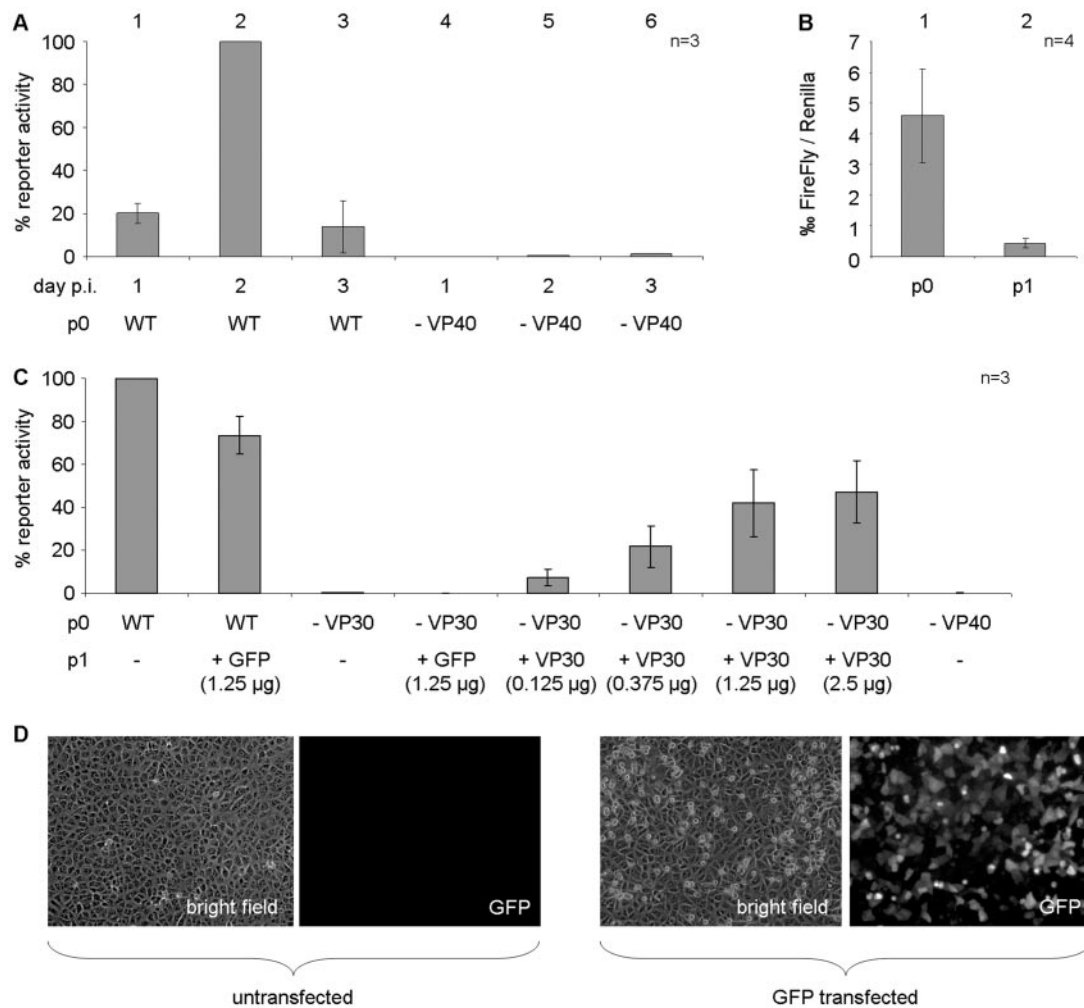 A
1 2 3 4 5 6
n=3
% reporter activity
100
80
60
40
20
0
day p.i. 1 2 3 1 2 3
p0 WT WT WT - VP40 - VP40 - VP40
B
1 2
n=4
‰ FireFly / Renilla
7
6
5
4
3
2
1
0
p0 p1
C
n=3
% reporter activity
100
80
60
40
20
0
p0 WT WT - VP30 - VP30 - VP30 - VP30 - VP30 - VP30 - VP40
p1 - + GFP - + GFP + VP30 + VP30 + VP30 + VP30 -
(1.25 µg) (1.25 µg) (0.125 µg) (0.375 µg) (1.25 µg) (2.5 µg)
D
bright field GFP bright field GFP
untransfected GFP transfected